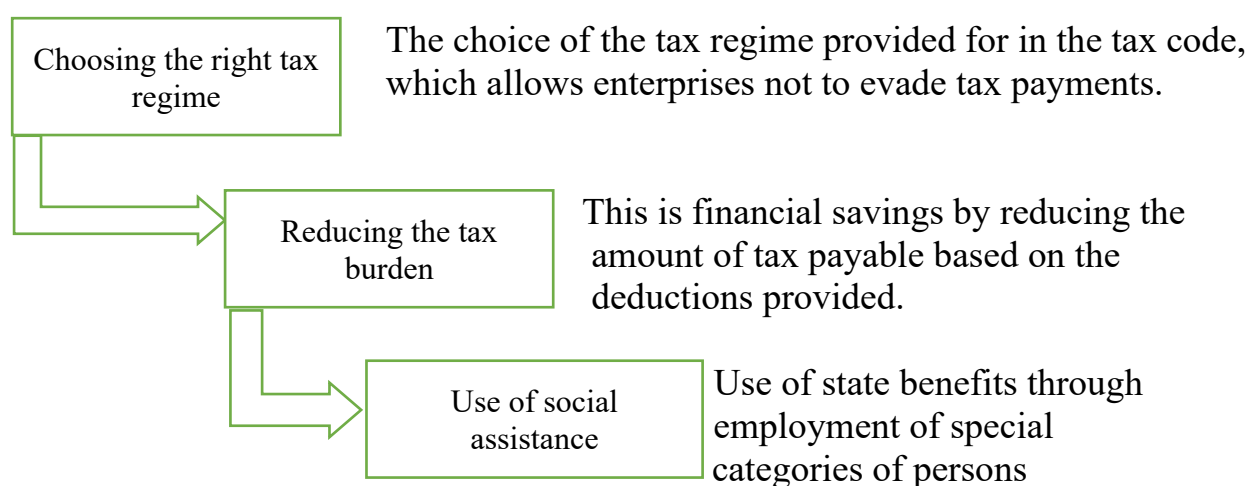 Choosing the right tax
regime
The choice of the tax regime provided for in the tax code,
which allows enterprises not to evade tax payments.
Reducing the tax
burden
This is financial savings by reducing the
amount of tax payable based on the
deductions provided.
Use of social
assistance
Use of state benefits through
employment of special
categories of persons